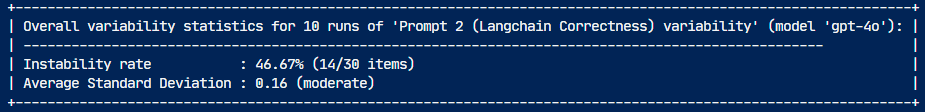 Overall variability statistics for 10 runs of 'Prompt 2 (Langchain Correctness) variability' (model 'gpt-4o'):
Instability rate : 46.67% (14/30 items)
Average Standard Deviation : 0.16 (moderate)